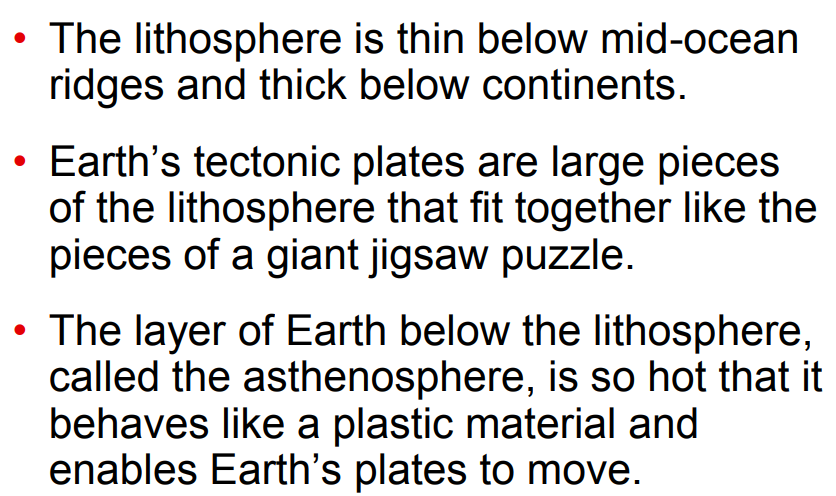 • The lithosphere is thin below mid-ocean
ridges and thick below continents.
• Earth’s tectonic plates are large pieces
of the lithosphere that fit together like the
pieces of a giant jigsaw puzzle.
• The layer of Earth below the lithosphere,
called the asthenosphere, is so hot that it
behaves like a plastic material and
enables Earth’s plates to move.